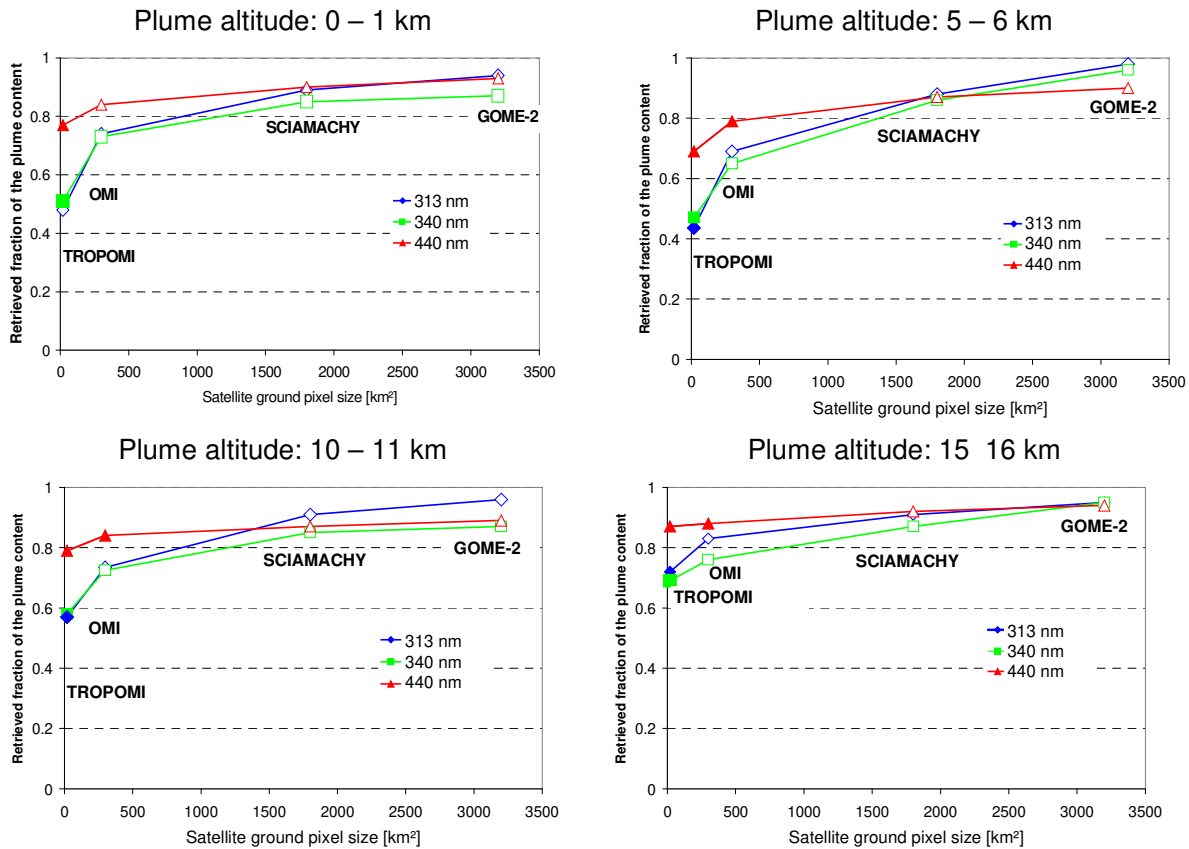 Plume altitude: 0 – 1 km
Retrieved fraction of the plume content
1
0.8
0.6
0.4
0.2
0
0 500 1000 1500 2000 2500 3000 3500
Satellite ground pixel size [km²]
TROPOMI
OMI
SCIAMACHY
GOME-2
313 nm
340 nm
440 nm
Plume altitude: 5 – 6 km
Retrieved fraction of the plume content
1
0.8
0.6
0.4
0.2
0
0 500 1000 1500 2000 2500 3000 3500
Satellite ground pixel size [km²]
TROPOMI
OMI
SCIAMACHY
GOME-2
313 nm
340 nm
440 nm
Plume altitude: 10 – 11 km
Retrieved fraction of the plume content
1
0.8
0.6
0.4
0.2
0
0 500 1000 1500 2000 2500 3000 3500
Satellite ground pixel size [km²]
TROPOMI
OMI
SCIAMACHY
GOME-2
313 nm
340 nm
440 nm
Plume altitude: 15 16 km
Retrieved fraction of the plume content
1
0.8
0.6
0.4
0.2
0
0 500 1000 1500 2000 2500 3000 3500
Satellite ground pixel size [km²]
TROPOMI
OMI
SCIAMACHY
GOME-2
313 nm
340 nm
440 nm